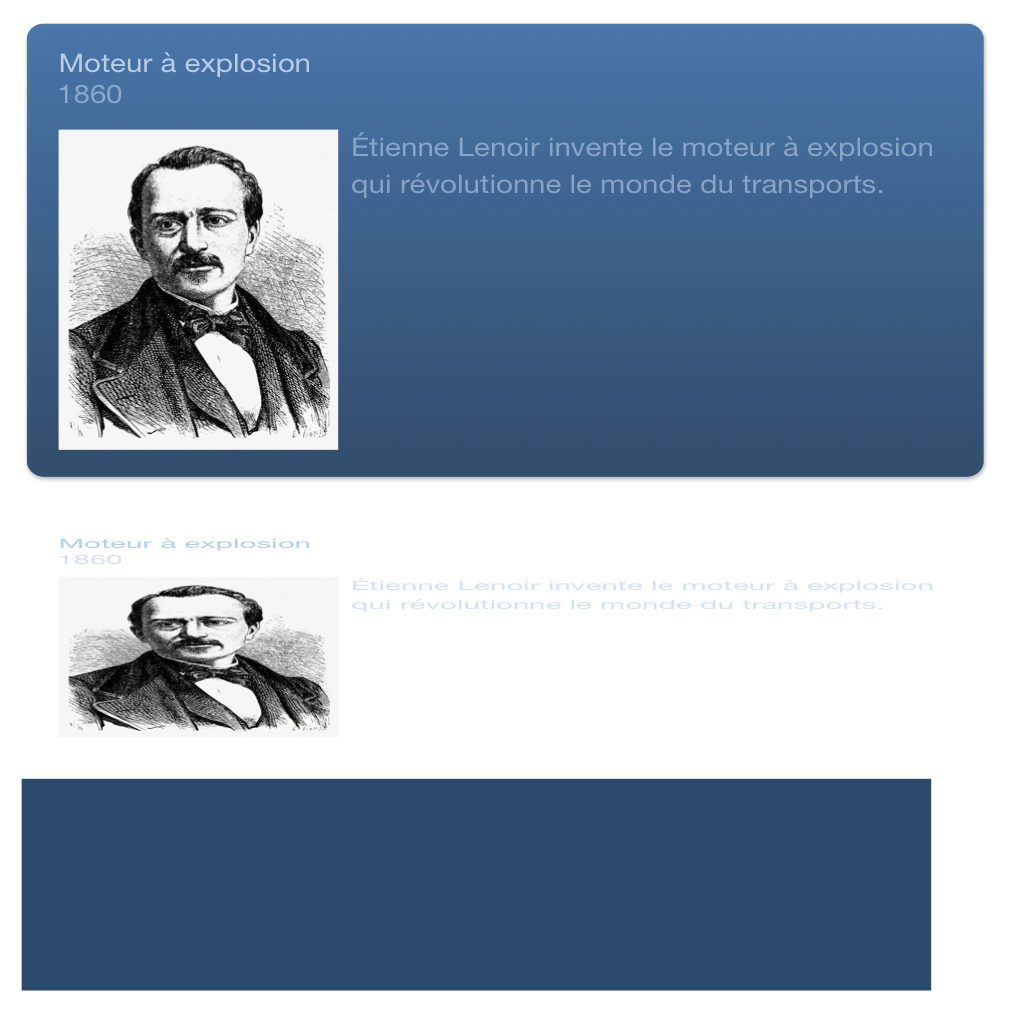 Moteur à explosion
1860
Étienne Lenoir invente le moteur à explosion
qui révolutionne le monde du transports.
Moteur à explosion
1860
Étienne Lenoir invente le moteur à explosion
qui révolutionne le monde du transports.